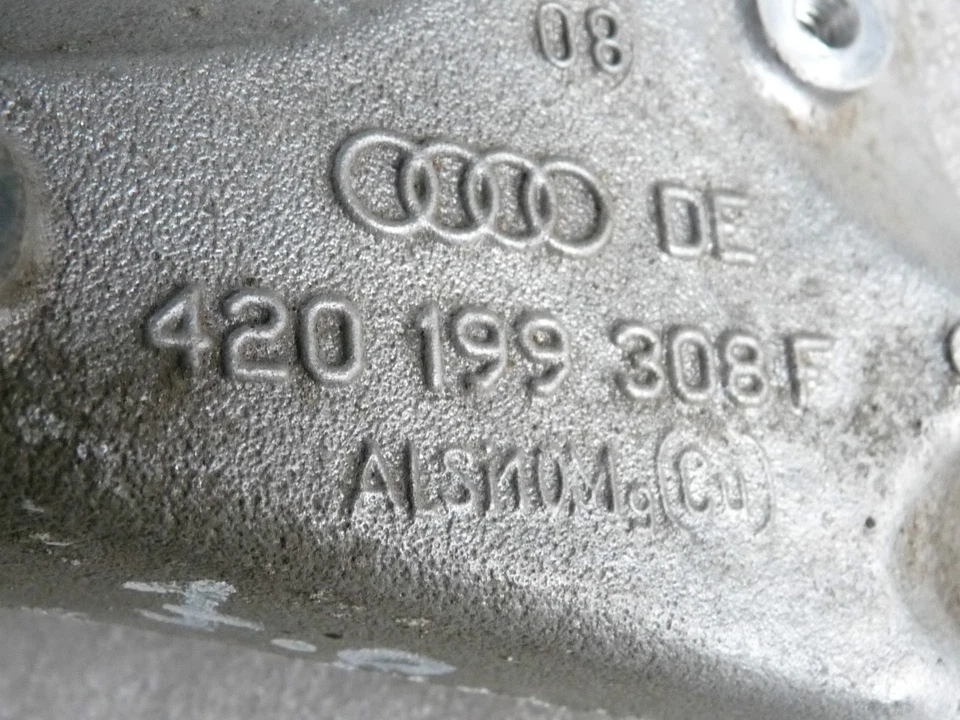 08
DE
420 199 308 F
ALSi10Mg(Cu)